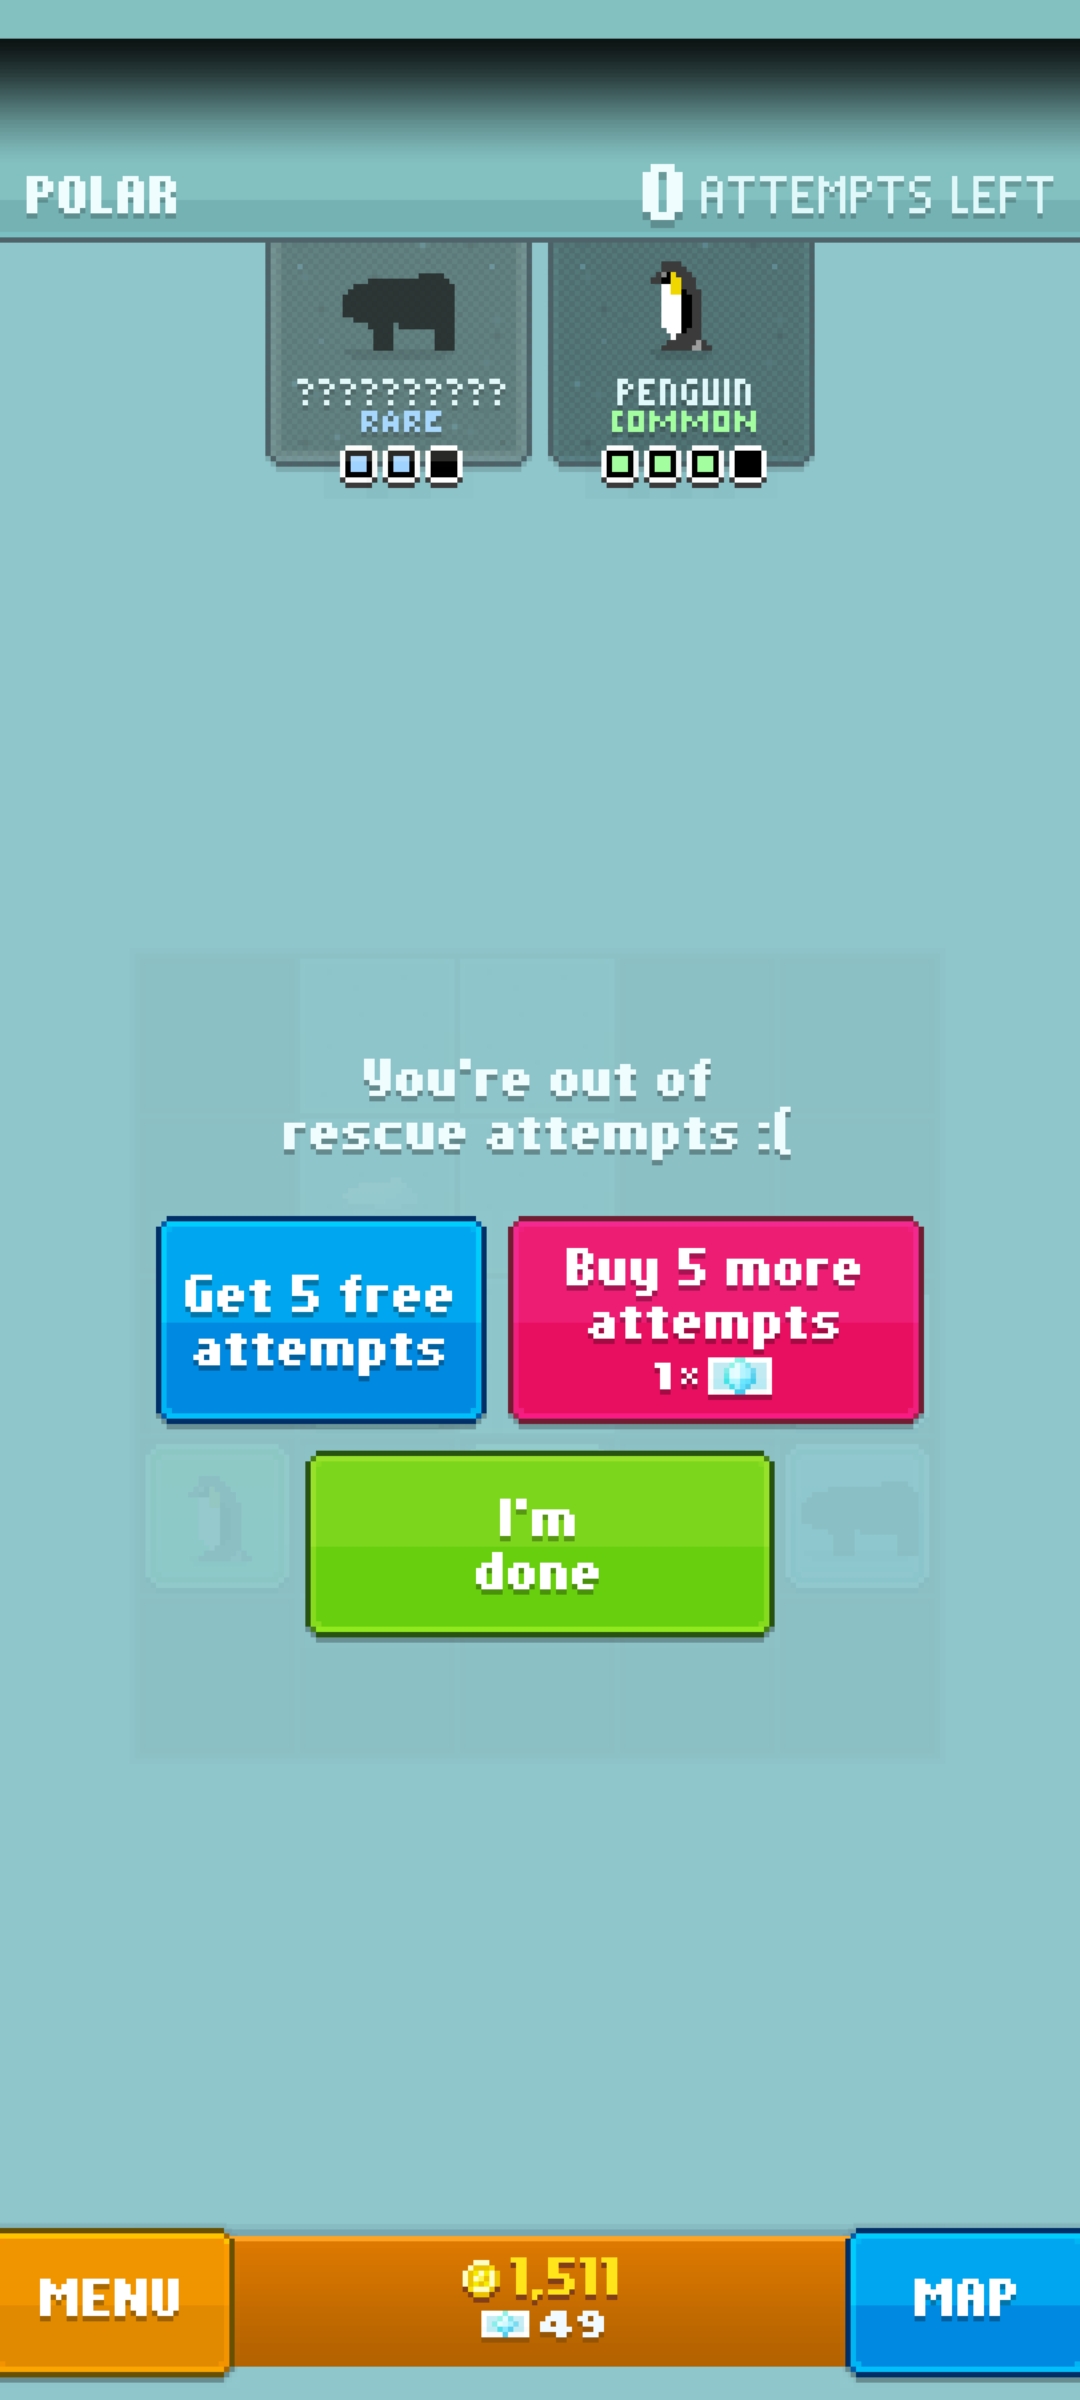 POLAR
0 ATTEMPTS LEFT
??????????
RARE
PENGUIN
COMMON
You're out of
rescue attempts :(
Get 5 free
attempts
Buy 5 more
attempts
1×
I'm
done
MENU
1,511
49
MAP